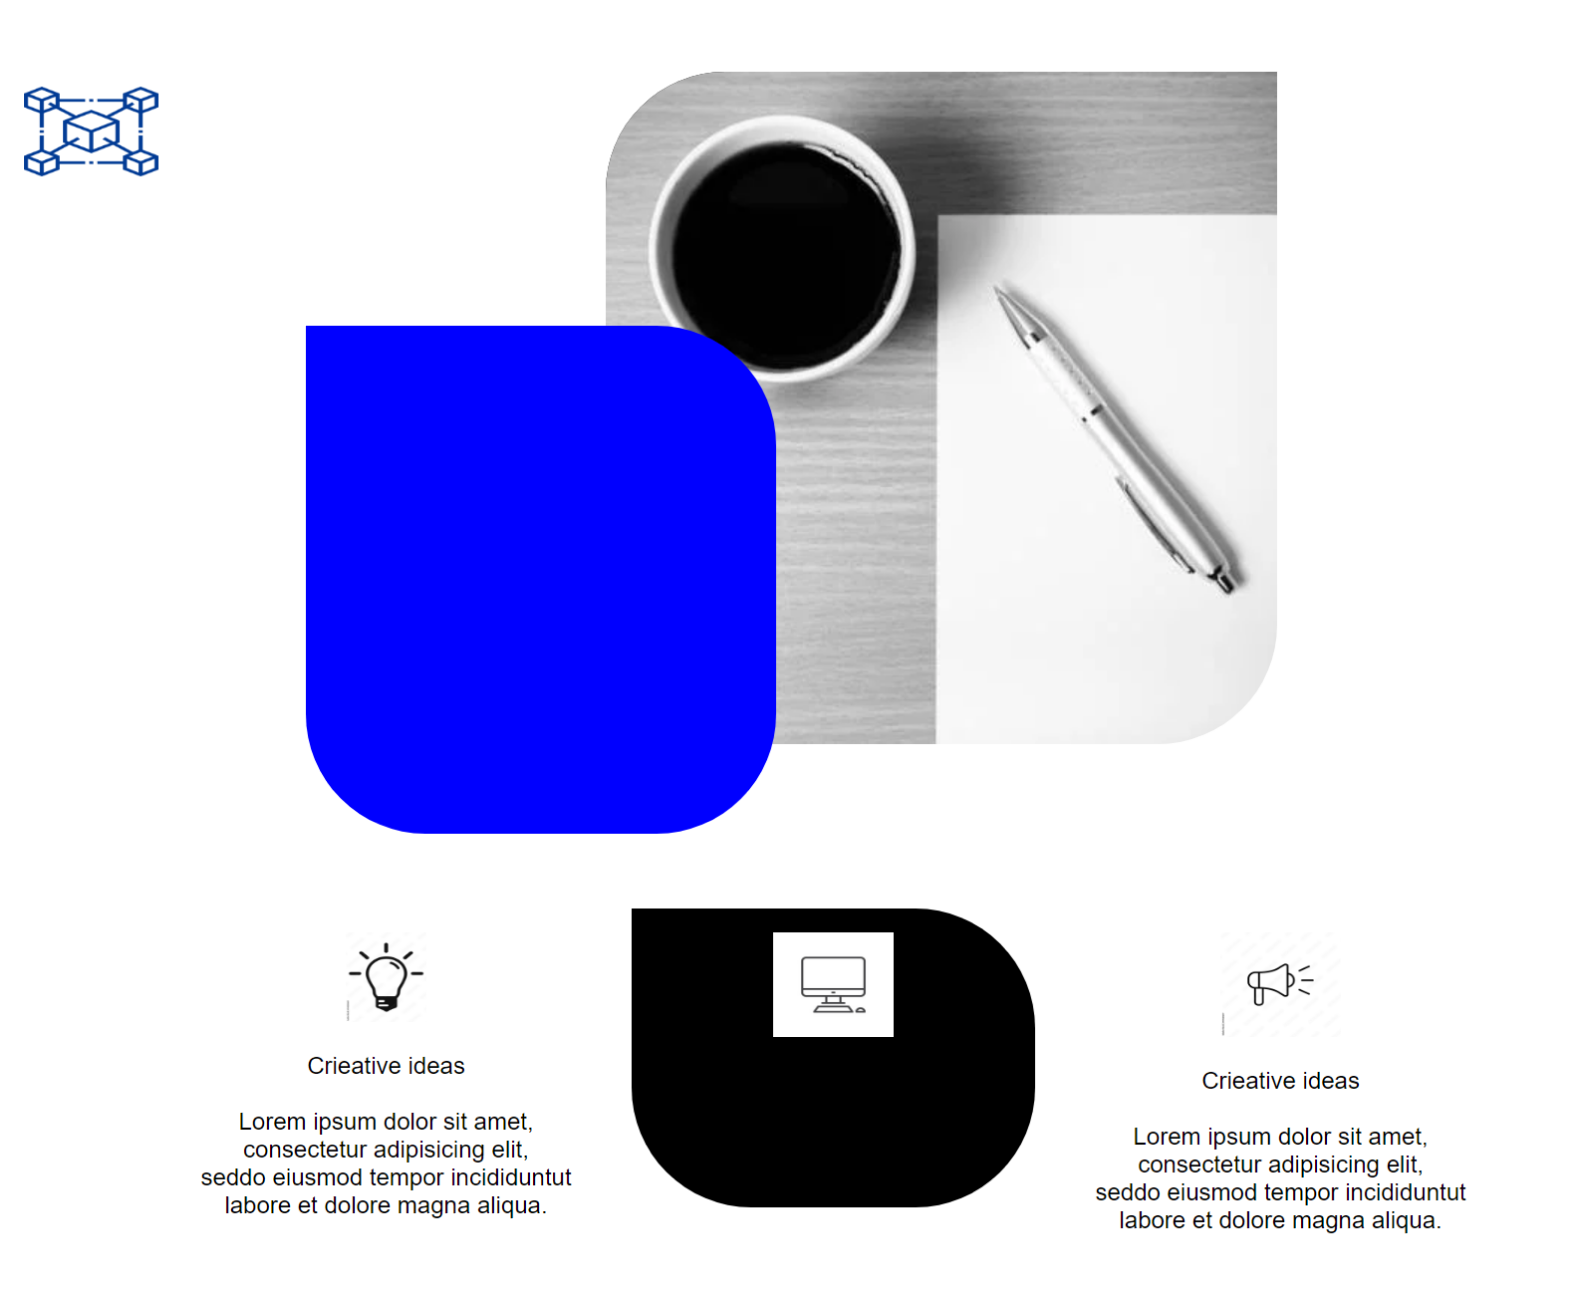 Crieative ideas
Lorem ipsum dolor sit amet,
consectetur adipisicing elit,
seddo eiusmod tempor incididuntut
labore et dolore magna aliqua.
Crieative ideas
Lorem ipsum dolor sit amet,
consectetur adipisicing elit,
seddo eiusmod tempor incididuntut
labore et dolore magna aliqua.